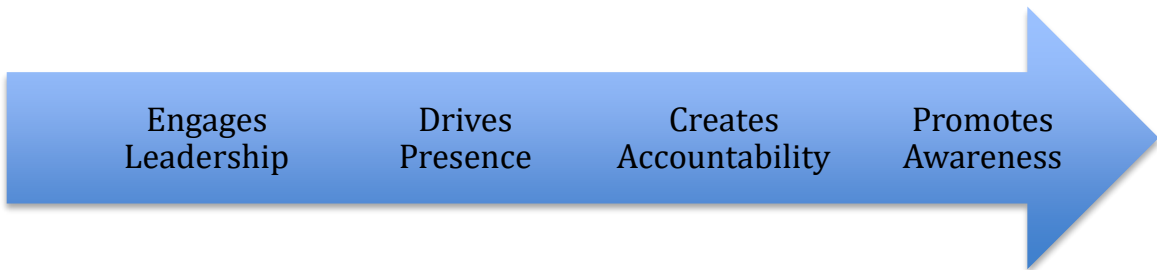 Engages
Leadership
Drives
Presence
Creates
Accountability
Promotes
Awareness